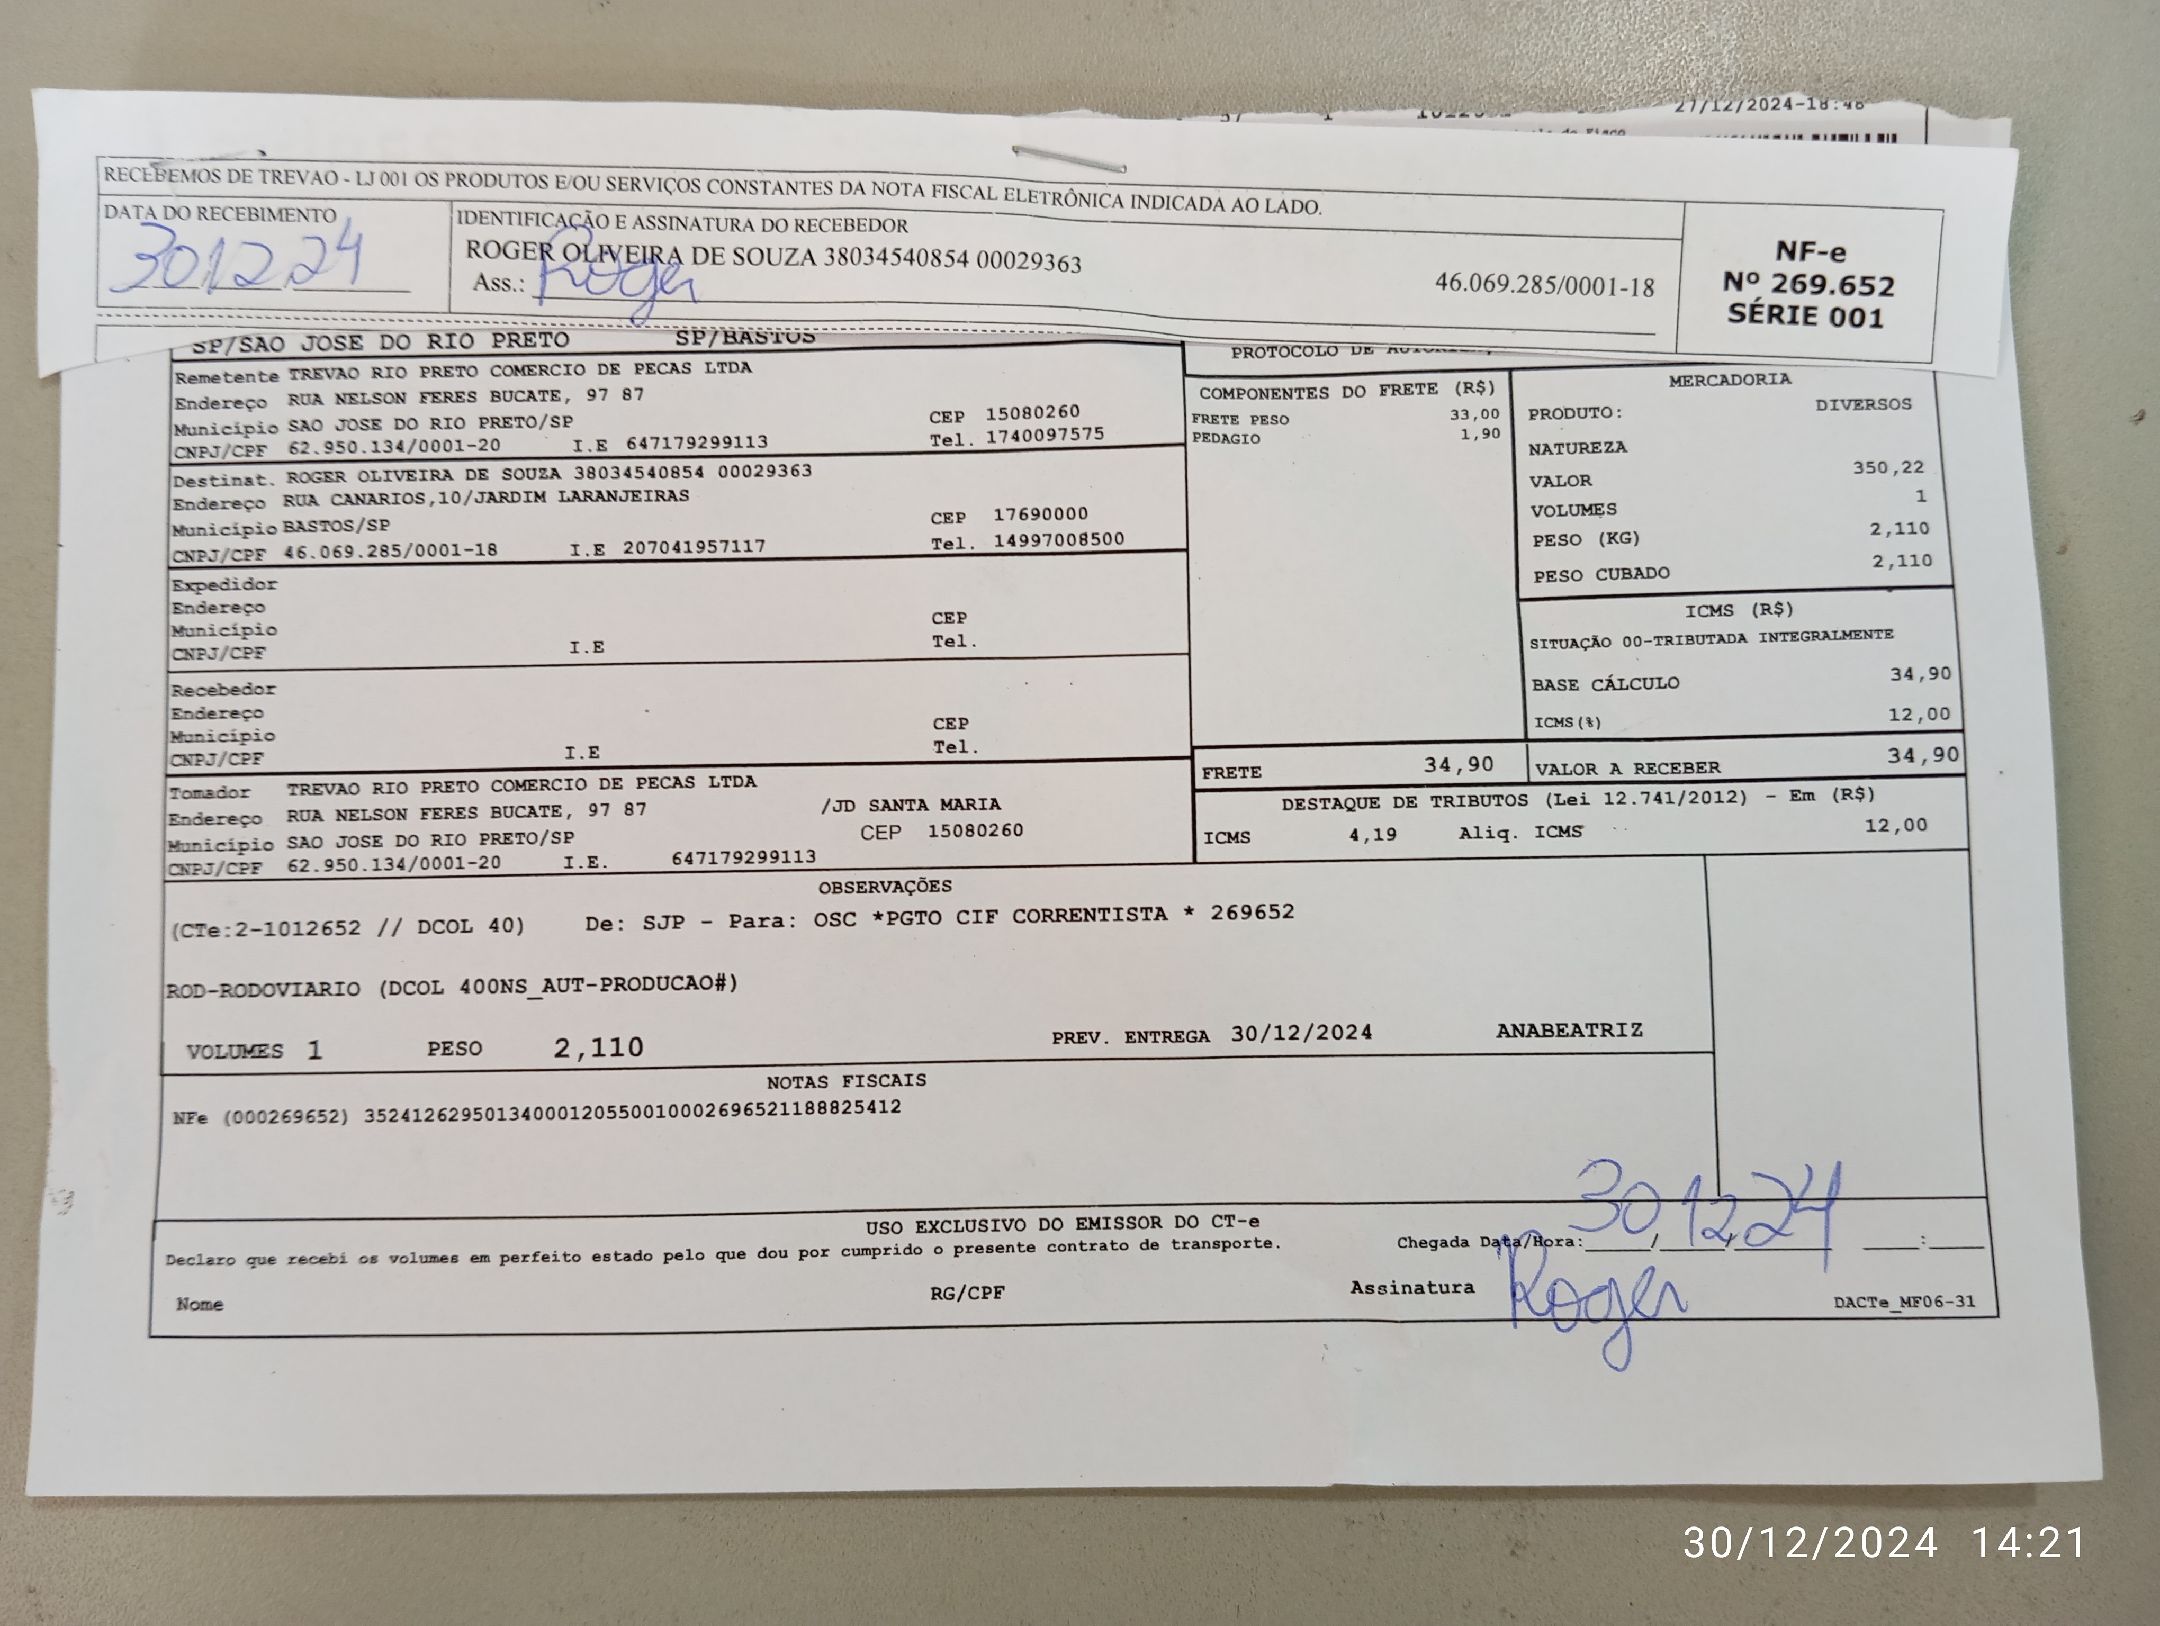 27/12/2024-18:48
RECEBEMOS DE TREVAO - LJ 001 OS PRODUTOS E/OU SERVIÇOS CONSTANTES DA NOTA FISCAL ELETRÔNICA INDICADA AO LADO.
DATA DO RECEBIMENTO
30 12 24
IDENTIFICAÇÃO E ASSINATURA DO RECEBEDOR
ROGER OLIVEIRA DE SOUZA 38034540854 00029363
Ass.: Roger
46.069.285/0001-18
NF-e
Nº 269.652
SÉRIE 001
SP/SAO JOSE DO RIO PRETO SP/BASTOS
Remetente TREVAO RIO PRETO COMERCIO DE PECAS LTDA
Endereço RUA NELSON FERES BUCATE, 97 87
Município SAO JOSE DO RIO PRETO/SP CEP 15080260
CNPJ/CPF 62.950.134/0001-20 I.E 647179299113 Tel. 1740097575
Destinat. ROGER OLIVEIRA DE SOUZA 38034540854 00029363
Endereço RUA CANARIOS,10/JARDIM LARANJEIRAS
Município BASTOS/SP CEP 17690000
CNPJ/CPF 46.069.285/0001-18 I.E 207041957117 Tel. 14997008500
Expedidor
Endereço
Município CEP
CNPJ/CPF I.E Tel.
Recebedor
Endereço
Município CEP
CNPJ/CPF I.E Tel.
Tomador TREVAO RIO PRETO COMERCIO DE PECAS LTDA
Endereço RUA NELSON FERES BUCATE, 97 87 /JD SANTA MARIA
Município SAO JOSE DO RIO PRETO/SP CEP 15080260
CNPJ/CPF 62.950.134/0001-20 I.E. 647179299113
PROTOCOLO DE
COMPONENTES DO FRETE (R$)
FRETE PESO 33,00
PEDAGIO 1,90
MERCADORIA
PRODUTO: DIVERSOS
NATUREZA
VALOR 350,22
VOLUMES 1
PESO (KG) 2,110
PESO CUBADO 2,110
ICMS (R$)
SITUAÇÃO 00-TRIBUTADA INTEGRALMENTE
BASE CÁLCULO 34,90
ICMS(%) 12,00
FRETE 34,90 VALOR A RECEBER 34,90
DESTAQUE DE TRIBUTOS (Lei 12.741/2012) - Em (R$)
ICMS 4,19 Aliq. ICMS 12,00
OBSERVAÇÕES
(CTe:2-1012652 // DCOL 40) De: SJP - Para: OSC *PGTO CIF CORRENTISTA * 269652
ROD-RODOVIARIO (DCOL 400NS_AUT-PRODUCAO#)
VOLUMES 1 PESO 2,110 PREV. ENTREGA 30/12/2024 ANABEATRIZ
NOTAS FISCAIS
NFe (000269652) 35241262950134000120550010002696521188825412
USO EXCLUSIVO DO EMISSOR DO CT-e
Declaro que recebi os volumes em perfeito estado pelo que dou por cumprido o presente contrato de transporte.
Chegada Data/Hora: 30/12/24 :
Nome RG/CPF Assinatura Roger
DACTe_MF06-31
30/12/2024 14:21